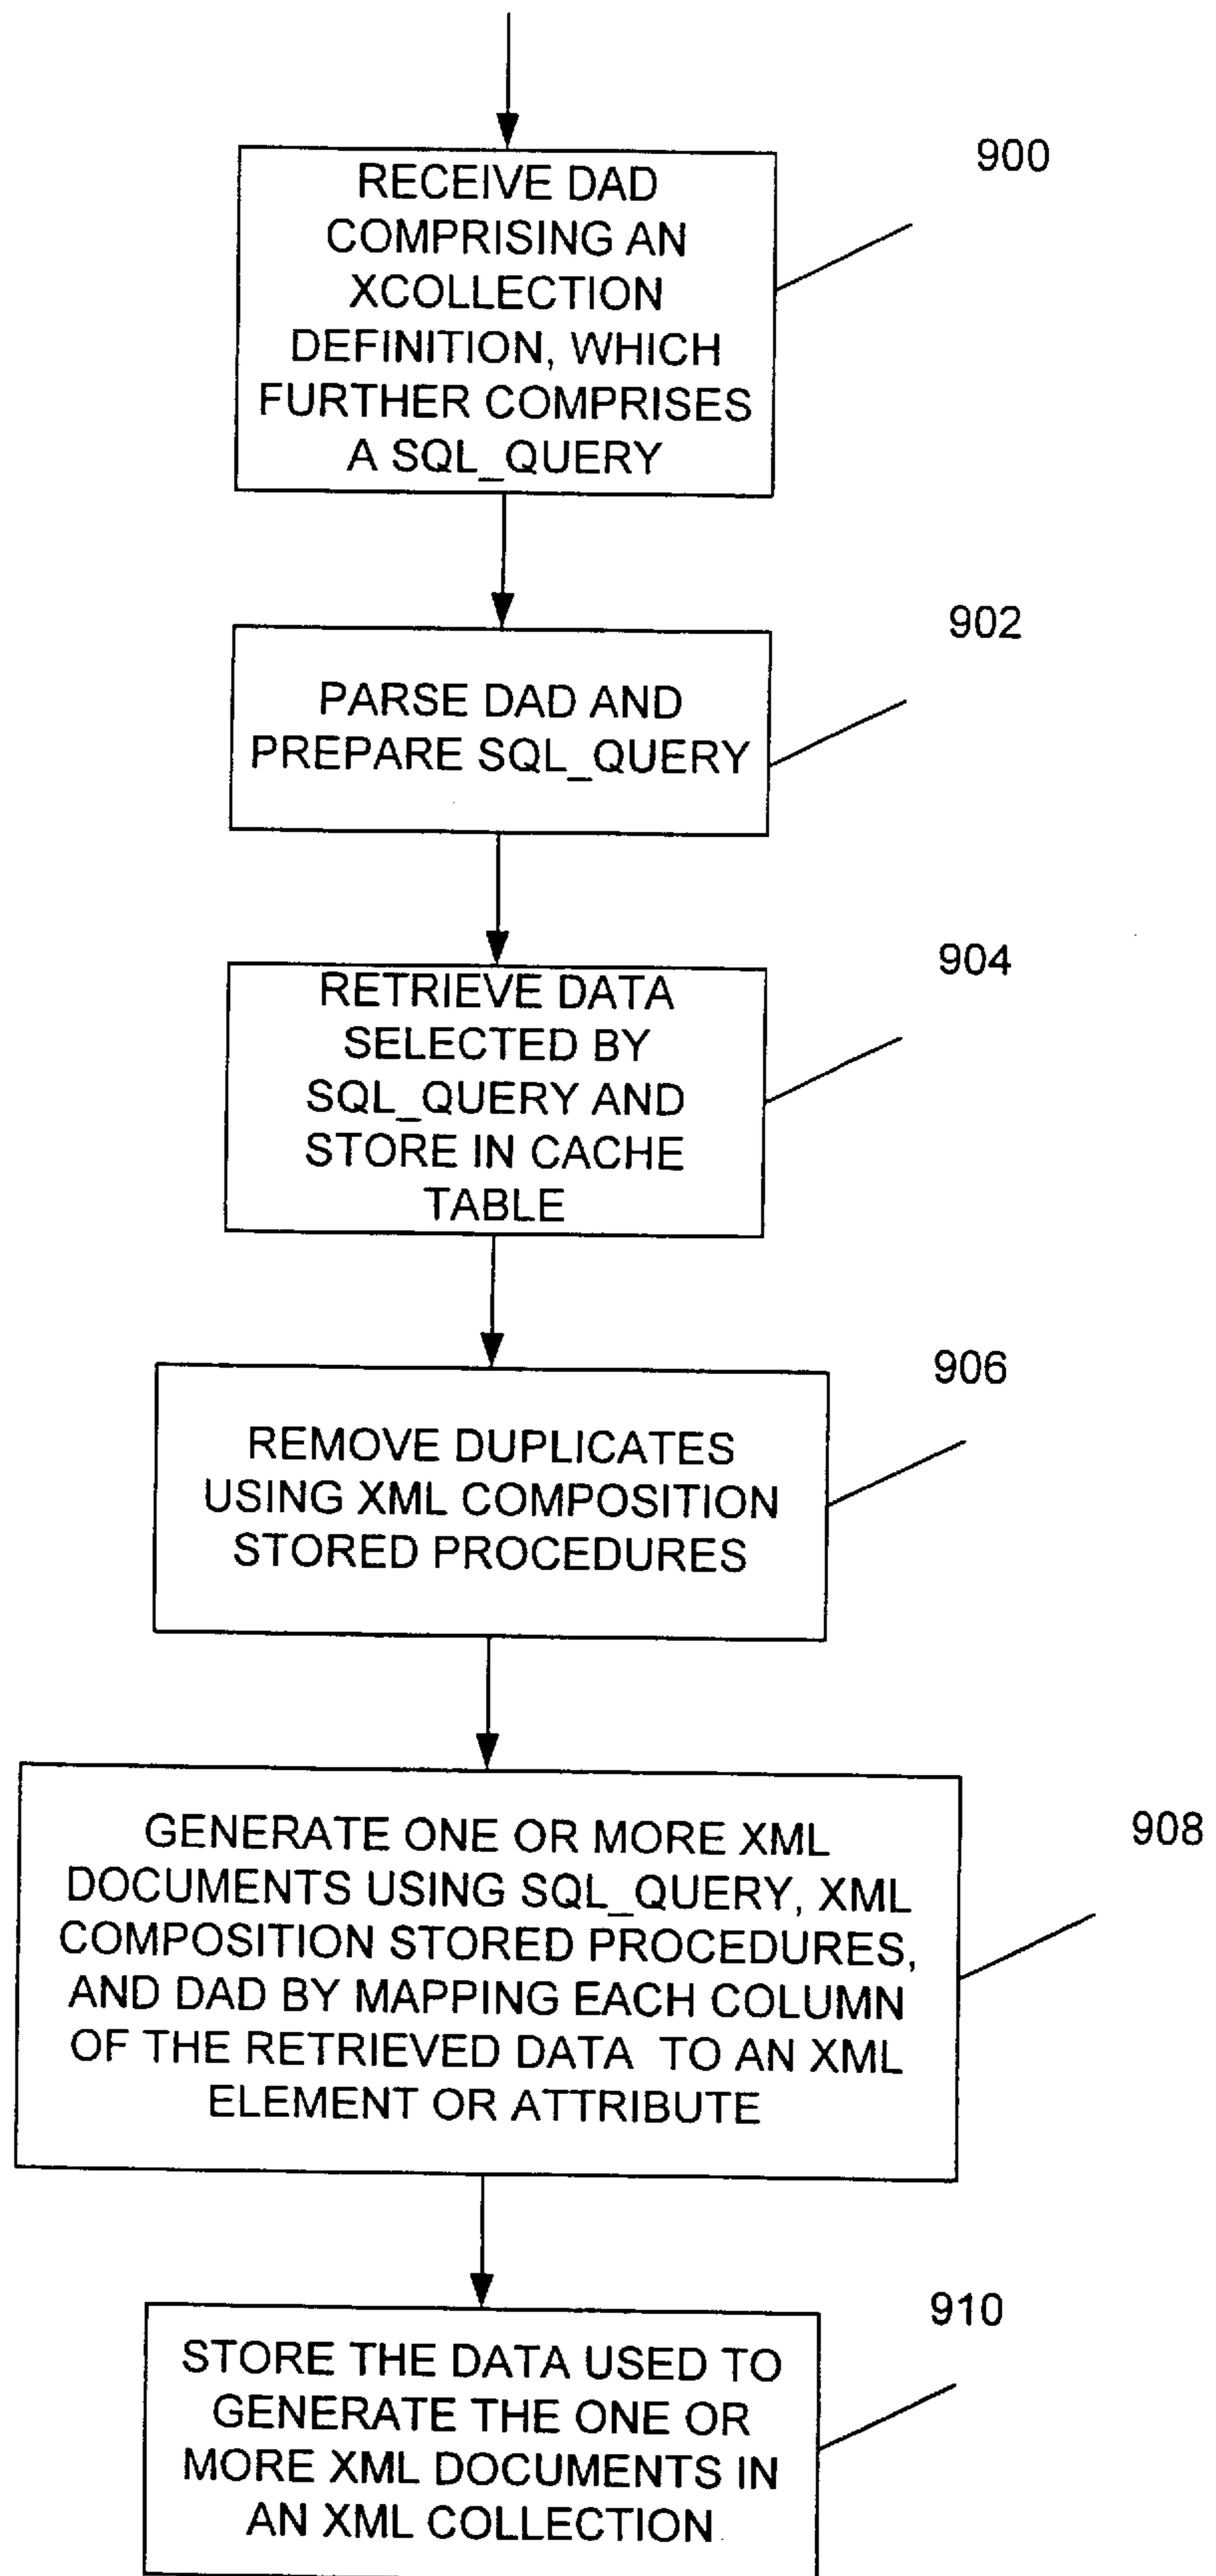 900
RECEIVE DAD
COMPRISING AN
XCOLLECTION
DEFINITION, WHICH
FURTHER COMPRISES
A SQL_QUERY
902
PARSE DAD AND
PREPARE SQL_QUERY
904
RETRIEVE DATA
SELECTED BY
SQL_QUERY AND
STORE IN CACHE
TABLE
906
REMOVE DUPLICATES
USING XML COMPOSITION
STORED PROCEDURES
908
GENERATE ONE OR MORE XML
DOCUMENTS USING SQL_QUERY, XML
COMPOSITION STORED PROCEDURES,
AND DAD BY MAPPING EACH COLUMN
OF THE RETRIEVED DATA TO AN XML
ELEMENT OR ATTRIBUTE
910
STORE THE DATA USED TO
GENERATE THE ONE OR
MORE XML DOCUMENTS IN
AN XML COLLECTION